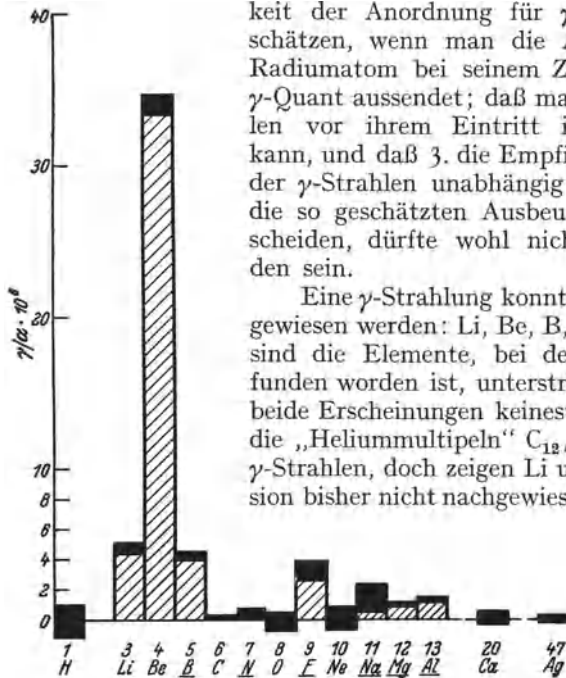 keit der Anordnung für γ
schätzen, wenn man die
Radiumatom bei seinem Z
γ-Quant aussendet; daß ma
len vor ihrem Eintritt i
kann, und daß 3. die Empfi
der γ-Strahlen unabhängig
die so geschätzten Ausbeu
scheiden, dürfte wohl nich
den sein.
Eine γ-Strahlung konnt
gewiesen werden: Li, Be, B,
sind die Elemente, bei de
funden worden ist, unterstr
beide Erscheinungen keines
die „Heliummultipeln“ C₁₂,
γ-Strahlen, doch zeigen Li u
sion bisher nicht nachgewies
γ/α · 10⁶
40
30
20
10
8
6
4
2
0
1 3 4 5 6 7 8 9 10 11 12 13 20 47
H Li Be B C N O F Ne Na Mg Al Ca Ag